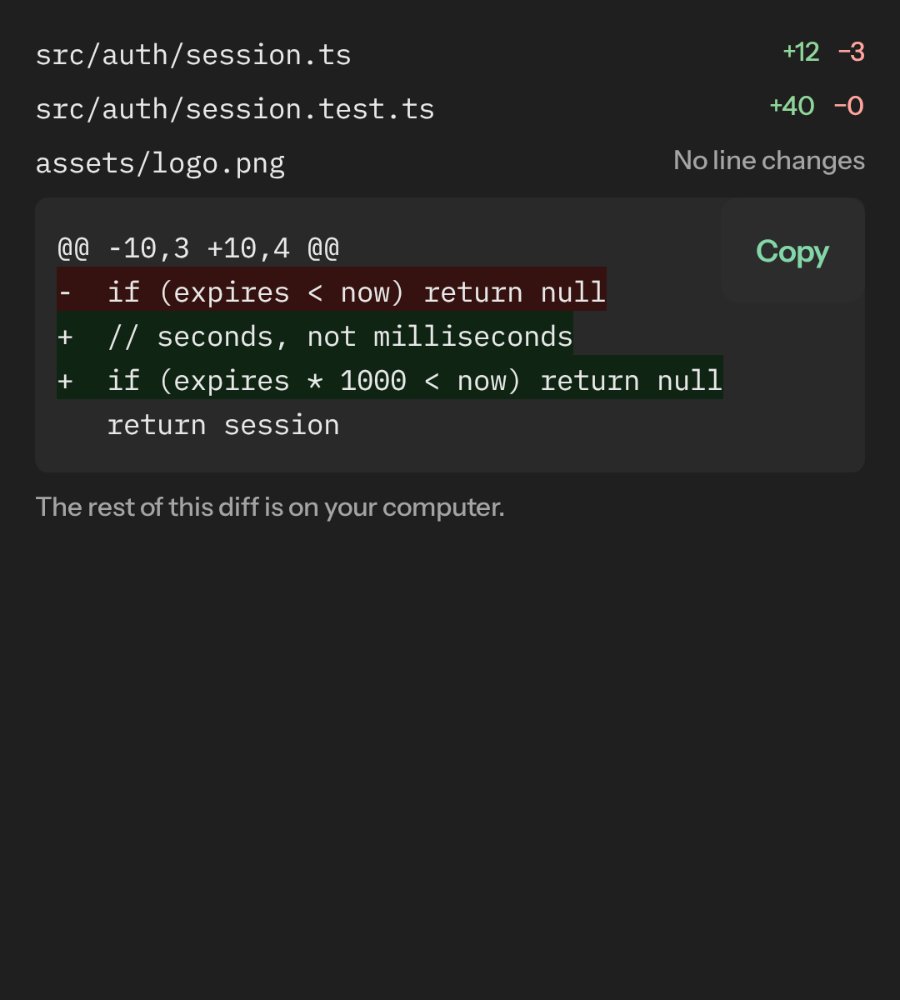 src/auth/session.ts +12 −3
src/auth/session.test.ts +40 −0
assets/logo.png No line changes
@@ -10,3 +10,4 @@ Copy
-  if (expires < now) return null
+  // seconds, not milliseconds
+  if (expires * 1000 < now) return null
   return session
The rest of this diff is on your computer.